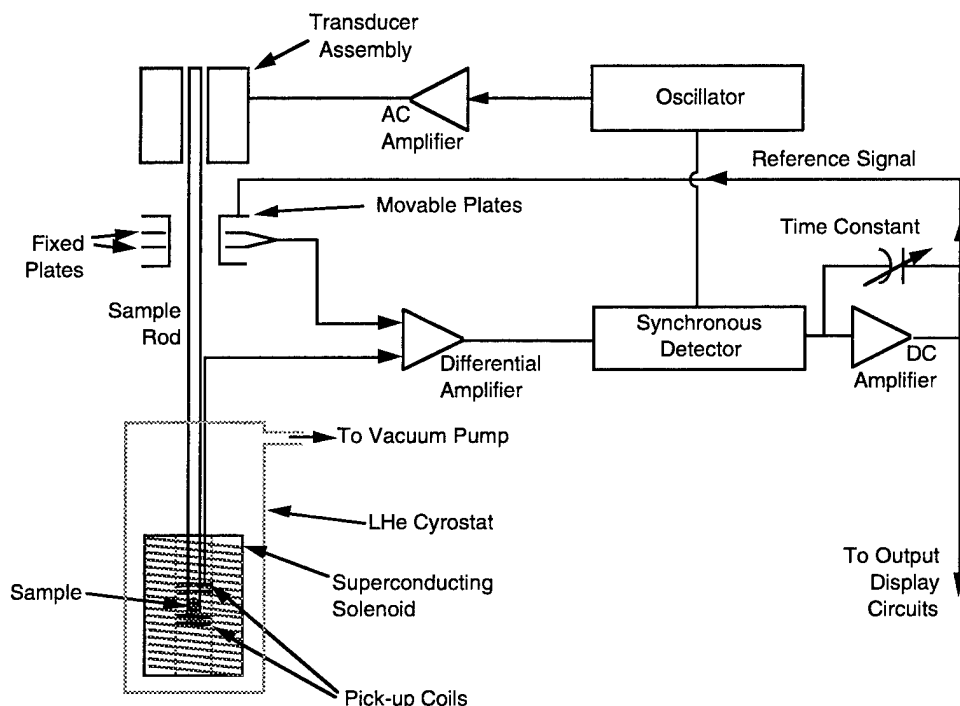 Transducer
Assembly
Oscillator
AC
Amplifier
Reference Signal
Movable Plates
Time Constant
Fixed
Plates
Sample
Rod
Synchronous
Detector
Differential
Amplifier
DC
Amplifier
To Vacuum Pump
LHe Cyrostat
Superconducting
Solenoid
To Output
Display
Circuits
Sample
Pick-up Coils